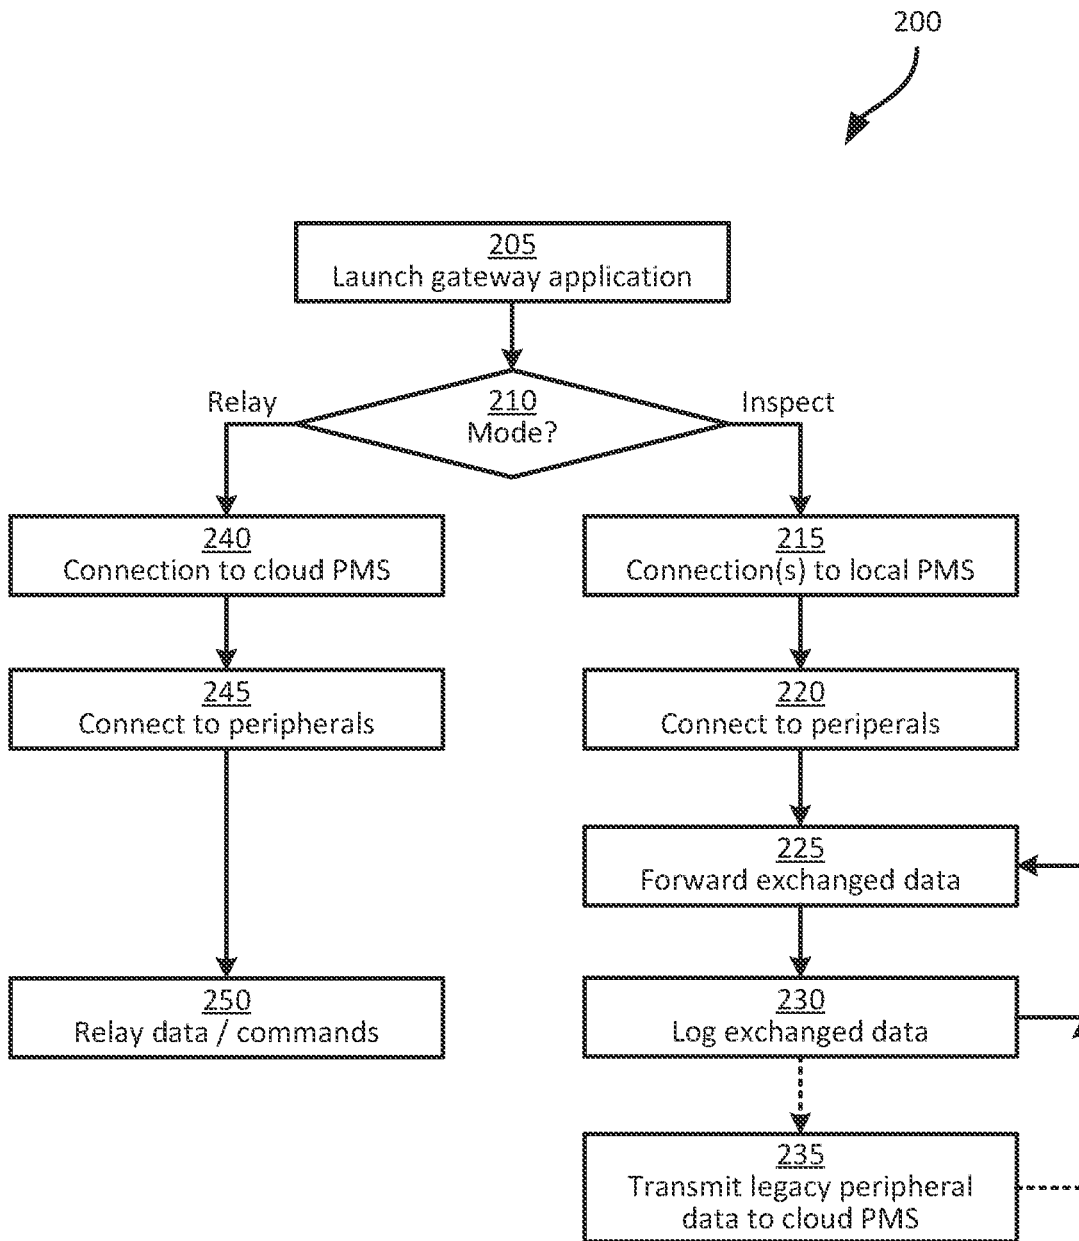 200
205
Launch gateway application
Relay
210
Mode?
Inspect
240
Connection to cloud PMS
215
Connection(s) to local PMS
245
Connect to peripherals
220
Connect to periperals
225
Forward exchanged data
250
Relay data / commands
230
Log exchanged data
235
Transmit legacy peripheral
data to cloud PMS